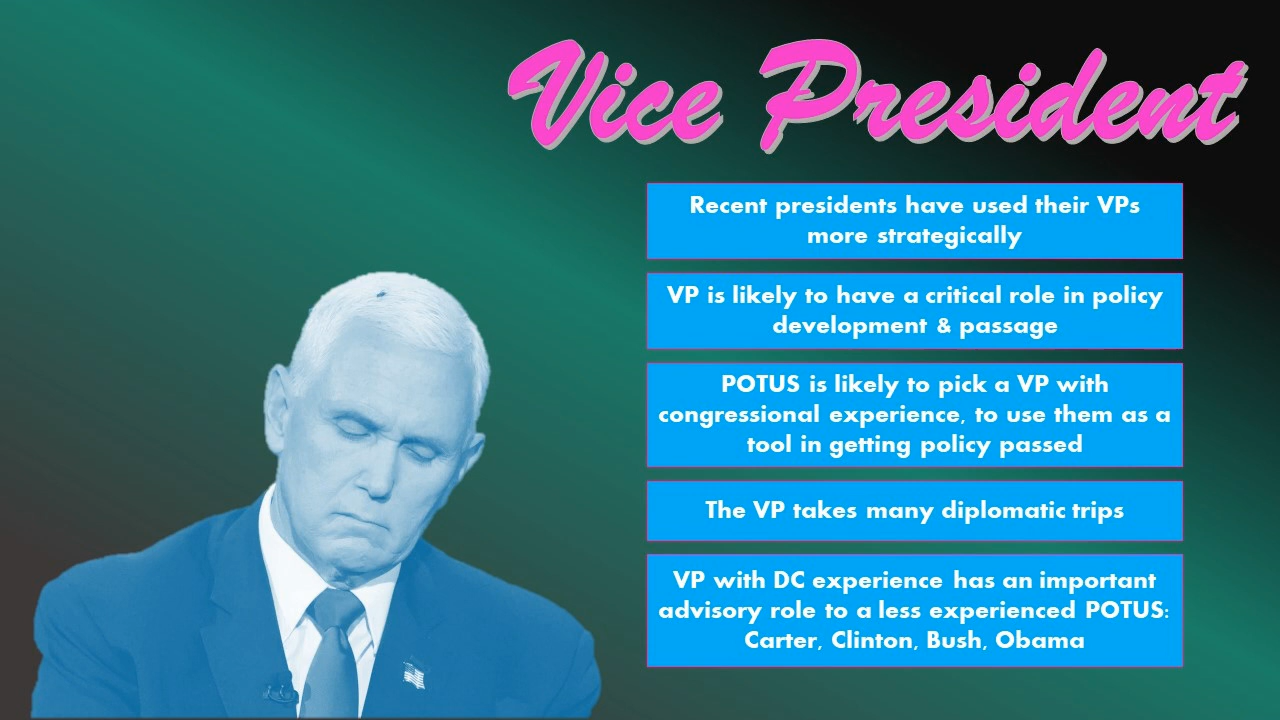 Vice President
Recent presidents have used their VPs
more strategically
VP is likely to have a critical role in policy
development & passage
POTUS is likely to pick a VP with
congressional experience, to use them as a
tool in getting policy passed
The VP takes many diplomatic trips
VP with DC experience has an important
advisory role to a less experienced POTUS:
Carter, Clinton, Bush, Obama